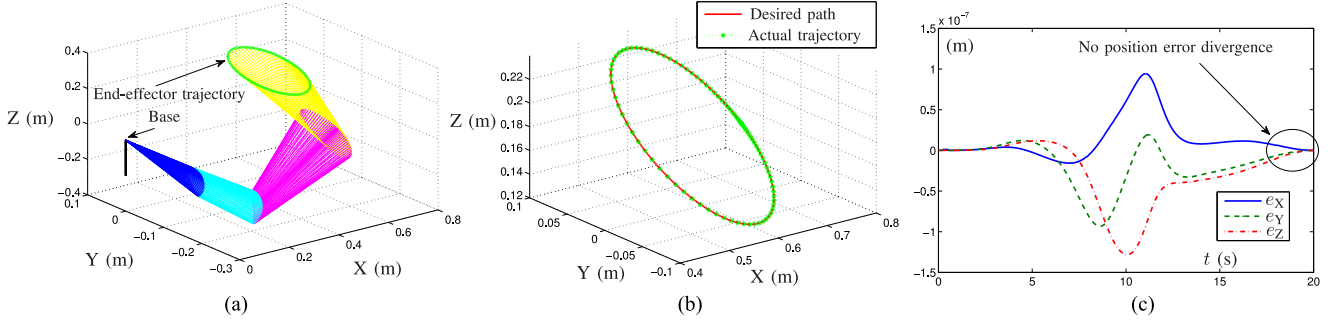 0.4
0.2
0
−0.2
−0.4
Z (m)
End-effector trajectory
Base
0.1
0
−0.1
−0.2
−0.3
Y (m)
0
0.2
0.4
0.6
0.8
X (m)
(a)
Desired path
Actual trajectory
0.22
0.2
0.18
0.16
0.14
0.12
Z (m)
0.1
0.05
0
−0.05
−0.1
Y (m)
0.4
0.5
0.6
0.7
0.8
X (m)
(b)
× 10⁻⁷
(m)
No position error divergence
1.5
1
0.5
0
−0.5
−1
−1.5
eX
eY
eZ
t (s)
0
5
10
15
20
(c)